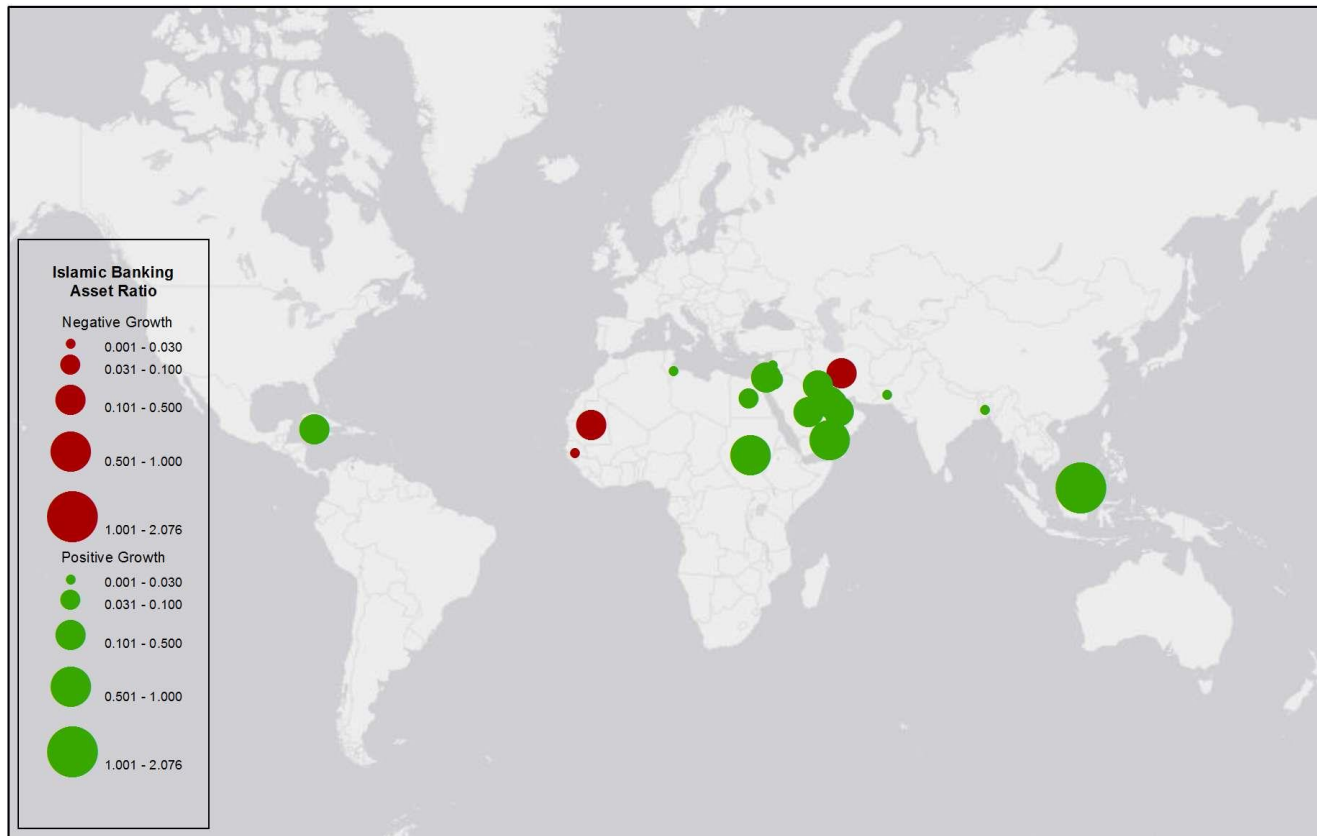 Islamic Banking
Asset Ratio
Negative Growth
0.001 - 0.030
0.031 - 0.100
0.101 - 0.500
0.501 - 1.000
1.001 - 2.076
Positive Growth
0.001 - 0.030
0.031 - 0.100
0.101 - 0.500
0.501 - 1.000
1.001 - 2.076